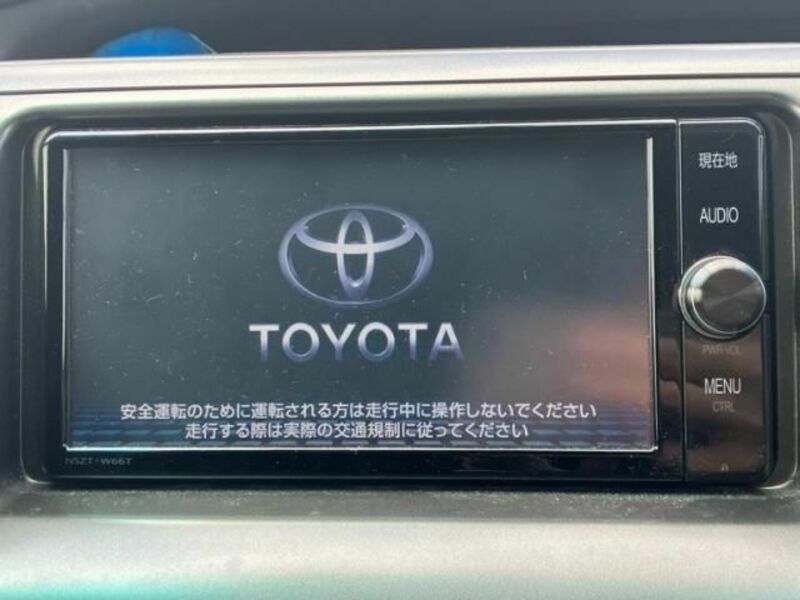 現在地
AUDIO
TOYOTA
PWR·VOL
MENU
CTRL
安全運転のために運転される方は走行中に操作しないでください
走行する際は実際の交通規制に従ってください
NSZT-W66T